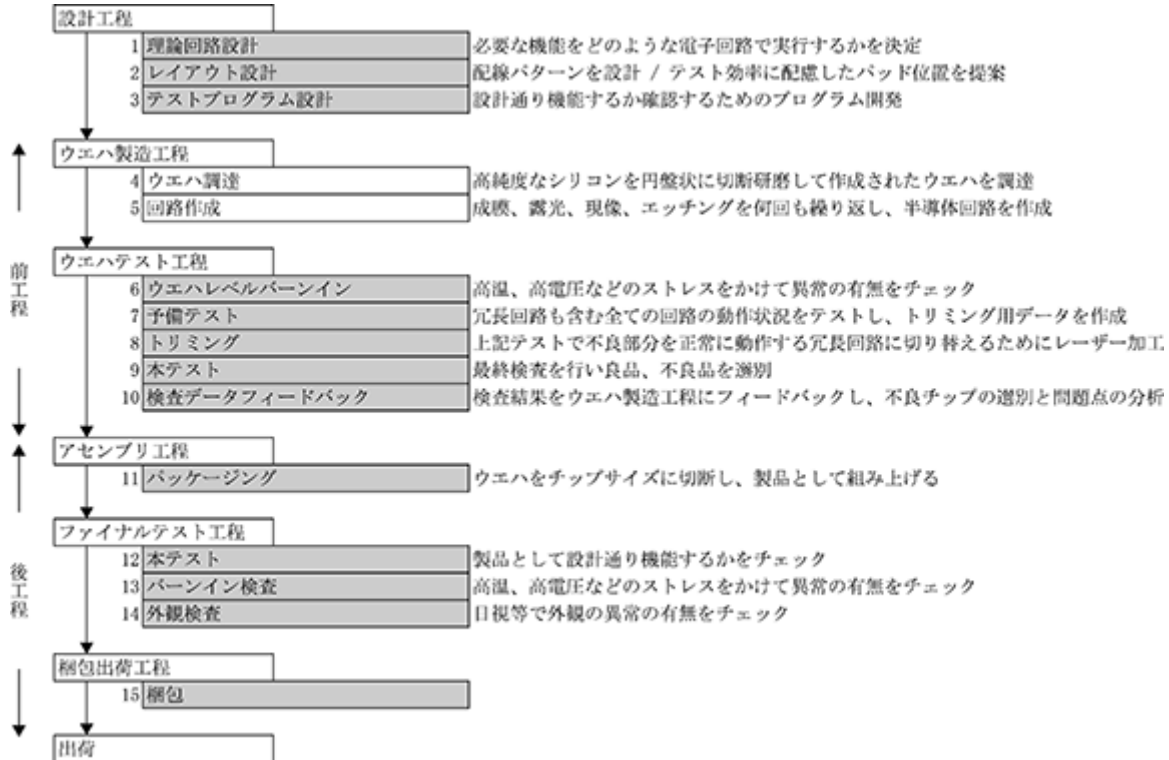 設計工程
1 理論回路設計 必要な機能をどのような電子回路で実行するかを決定
2 レイアウト設計 配線パターンを設計 / テスト効率に配慮したパッド位置を提案
3 テストプログラム設計 設計通り機能するか確認するためのプログラム開発
ウエハ製造工程
4 ウエハ調達 高純度なシリコンを円盤状に切断研磨して作成されたウエハを調達
5 回路作成 成膜、露光、現像、エッチングを何回も繰り返し、半導体回路を作成
前工程
ウエハテスト工程
6 ウエハレベルバーンイン 高温、高電圧などのストレスをかけて異常の有無をチェック
7 予備テスト 冗長回路も含む全ての回路の動作状況をテストし、トリミング用データを作成
8 トリミング 上記テストで不良部分を正常に動作する冗長回路に切り替えるためにレーザー加工
9 本テスト 最終検査を行い良品、不良品を選別
10 検査データフィードバック 検査結果をウエハ製造工程にフィードバックし、不良チップの選別と問題点の分析
アセンブリ工程
11 パッケージング ウエハをチップサイズに切断し、製品として組み上げる
後工程
ファイナルテスト工程
12 本テスト 製品として設計通り機能するかをチェック
13 バーンイン検査 高温、高電圧などのストレスをかけて異常の有無をチェック
14 外観検査 目視等で外観の異常の有無をチェック
梱包出荷工程
15 梱包
出荷